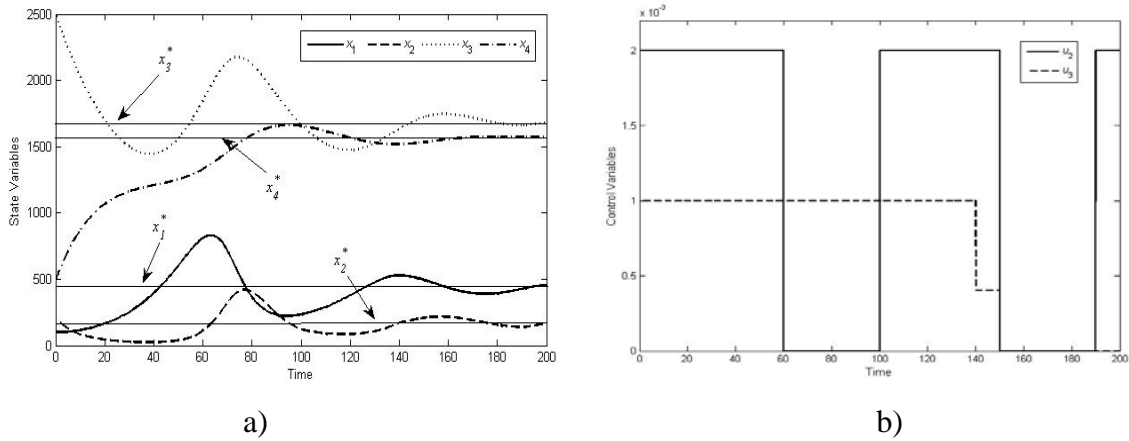 2500
2000
1500
1000
500
0
State Variables
x₁ x₂ x₃ x₄
x₃*
x₄*
x₁*
x₂*
0 20 40 60 80 100 120 140 160 180 200
Time
a)
x 10⁻³
2
1.5
1
0.5
0
Control Variables
u₂
u₃
0 20 40 60 80 100 120 140 160 180 200
Time
b)